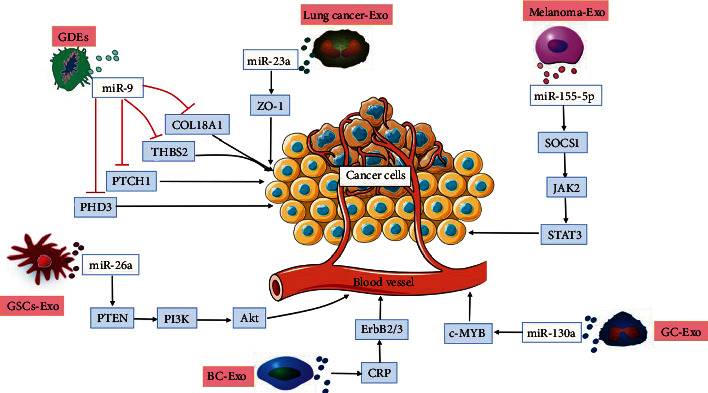 Lung cancer-Exo
Melanoma-Exo
GDEs
miR-9
miR-23a
miR-155-5p
ZO-1
COL18A1
SOCS1
THBS2
Cancer cells
PTCH1
JAK2
PHD3
STAT3
miR-26a
Blood vessel
GSCs-Exo
PTEN
PI3K
Akt
ErbB2/3
c-MYB
miR-130a
GC-Exo
BC-Exo
CRP